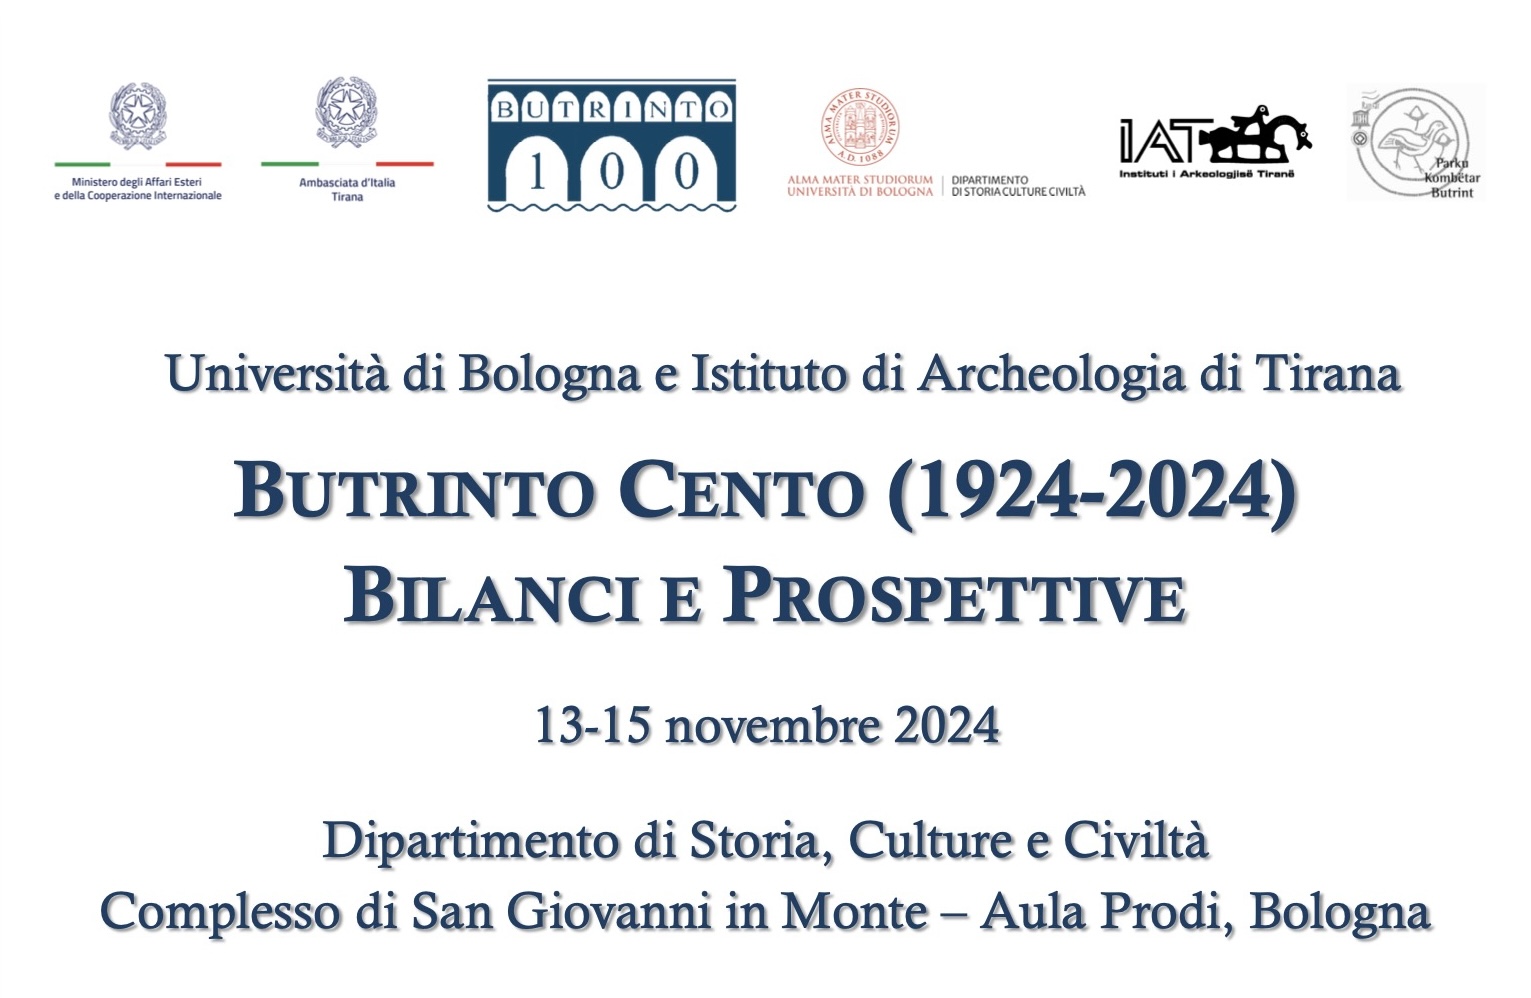 Ministero degli Affari Esteri
e della Cooperazione Internazionale
Ambasciata d'Italia
Tirana
BUTRINTO
100
ALMA MATER STUDIORUM
A.D. 1088
ALMA MATER STUDIORUM
UNIVERSITÀ DI BOLOGNA
DIPARTIMENTO
DI STORIA CULTURE CIVILTÀ
IAT
Instituti i Arkeologjisë Tiranë
Parku
Kombëtar
Butrint
Università di Bologna e Istituto di Archeologia di Tirana
BUTRINTO CENTO (1924-2024)
BILANCI E PROSPETTIVE
13-15 novembre 2024
Dipartimento di Storia, Culture e Civiltà
Complesso di San Giovanni in Monte – Aula Prodi, Bologna